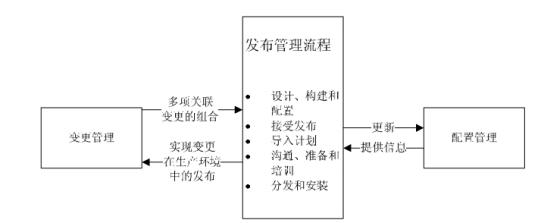 发布管理流程
多项关联
变更的组合
变更管理
实现变更
在生产环境
中的发布
设计、构建和
配置
接受发布
导入计划
沟通、准备和
培训
分发和安装
更新
提供信息
配置管理